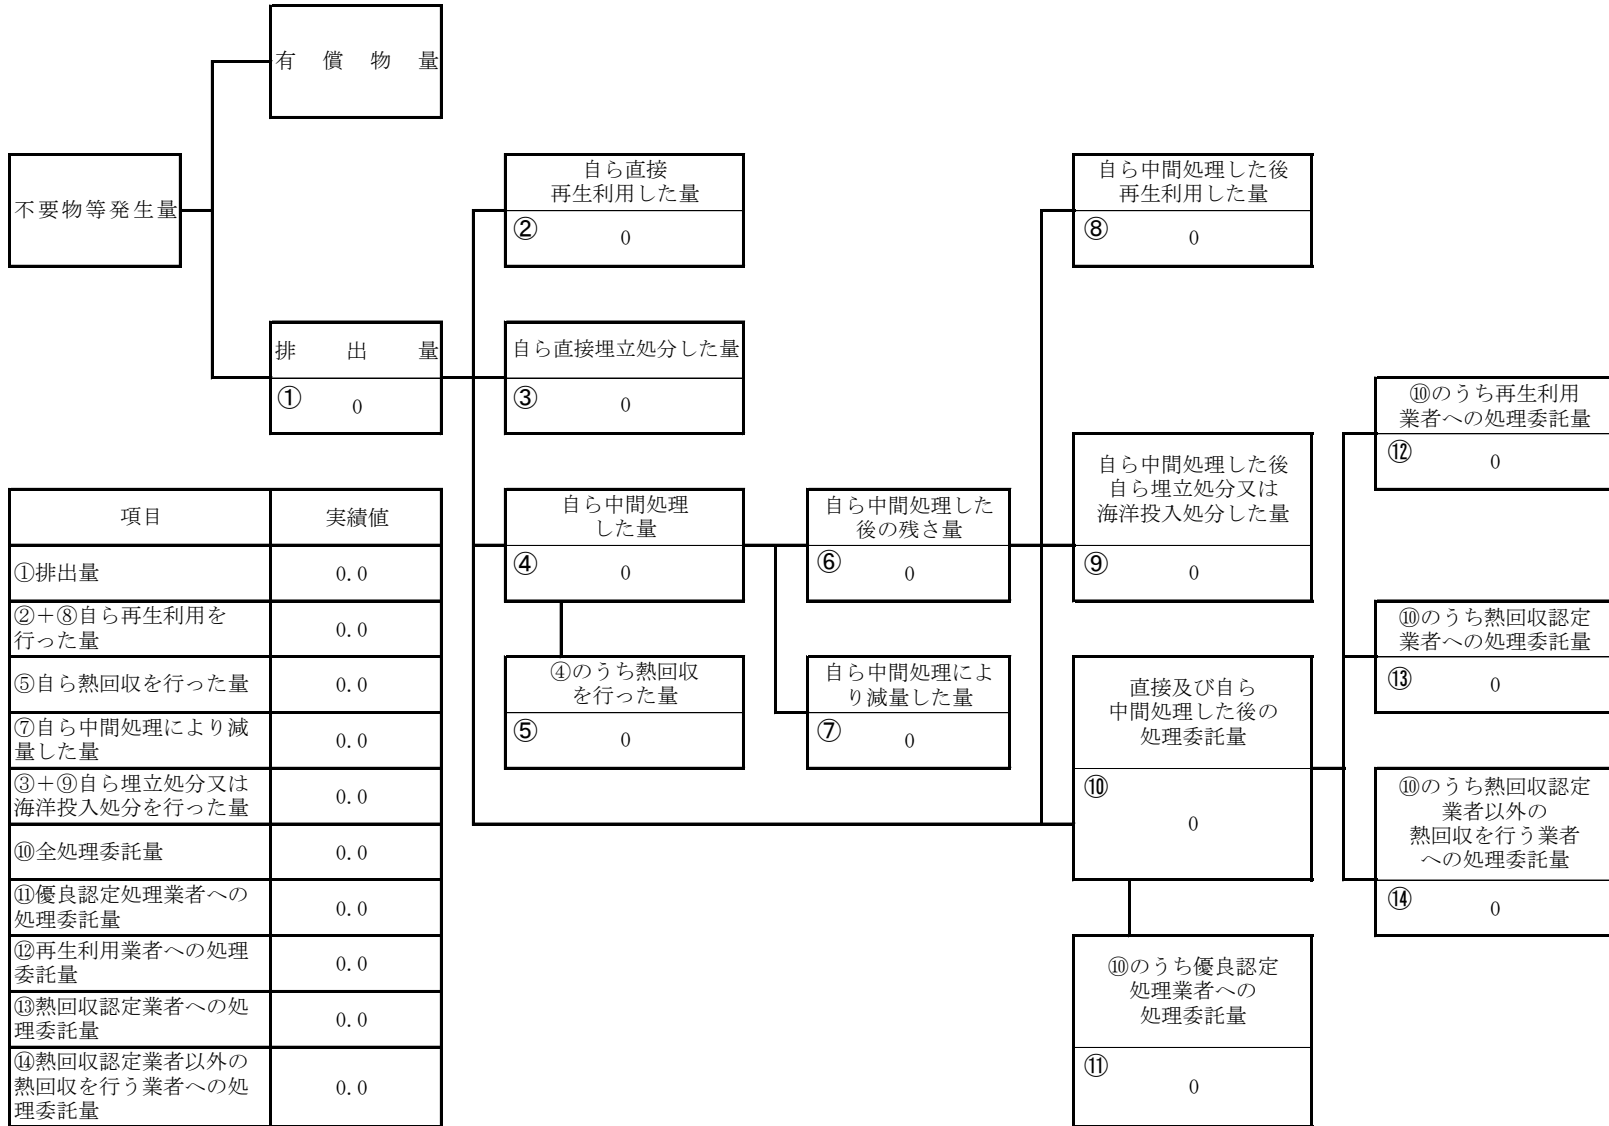 有償物量
不要物等発生量
排出量
① 0
自ら直接
再生利用した量
② 0
自ら直接埋立処分した量
③ 0
自ら中間処理
した量
④ 0
④のうち熱回収
を行った量
⑤ 0
自ら中間処理した
後の残さ量
⑥ 0
自ら中間処理によ
り減量した量
⑦ 0
自ら中間処理した後
再生利用した量
⑧ 0
自ら中間処理した後
自ら埋立処分又は
海洋投入処分した量
⑨ 0
直接及び自ら
中間処理した後の
処理委託量
⑩
0
⑩のうち優良認定
処理業者への
処理委託量
⑪
0
⑩のうち再生利用
業者への処理委託量
⑫ 0
⑩のうち熱回収認定
業者への処理委託量
⑬ 0
⑩のうち熱回収認定
業者以外の
熱回収を行う業者
への処理委託量
⑭ 0
項目 実績値
①排出量 0.0
②+⑧自ら再生利用を
行った量 0.0
⑤自ら熱回収を行った量 0.0
⑦自ら中間処理により減
量した量 0.0
③+⑨自ら埋立処分又は
海洋投入処分を行った量 0.0
⑩全処理委託量 0.0
⑪優良認定処理業者への
処理委託量 0.0
⑫再生利用業者への処理
委託量 0.0
⑬熱回収認定業者への処
理委託量 0.0
⑭熱回収認定業者以外の
熱回収を行う業者への処
理委託量 0.0